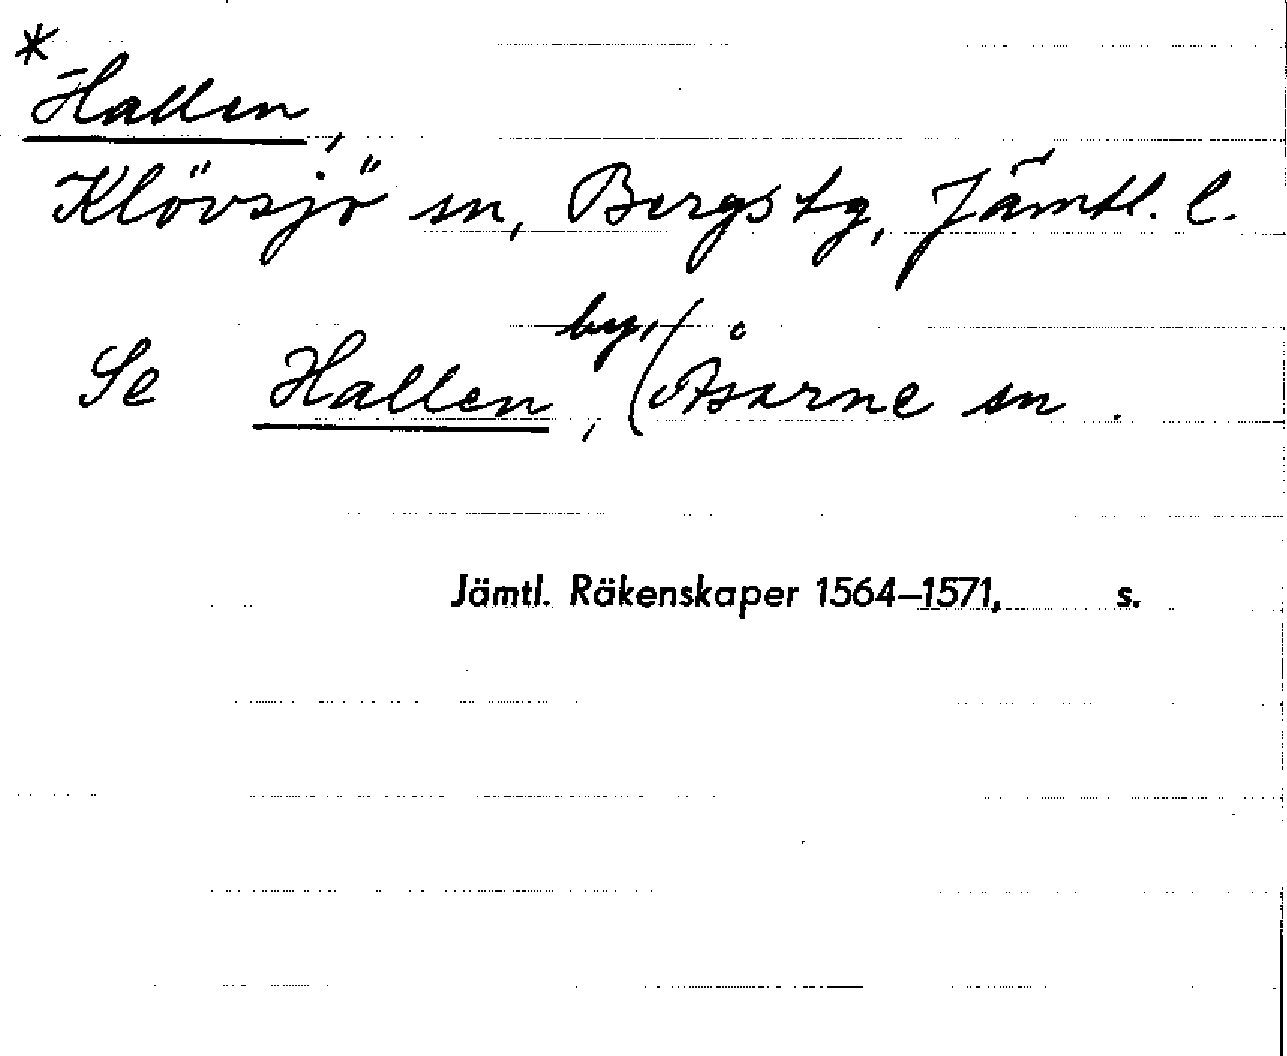 *
Hallen,
Klövsjö sn, Bergs tg, Jämtl. l.
Se Hallen, by, Åsarne sn.
Jämtl. Räkenskaper 1564–1571, s.